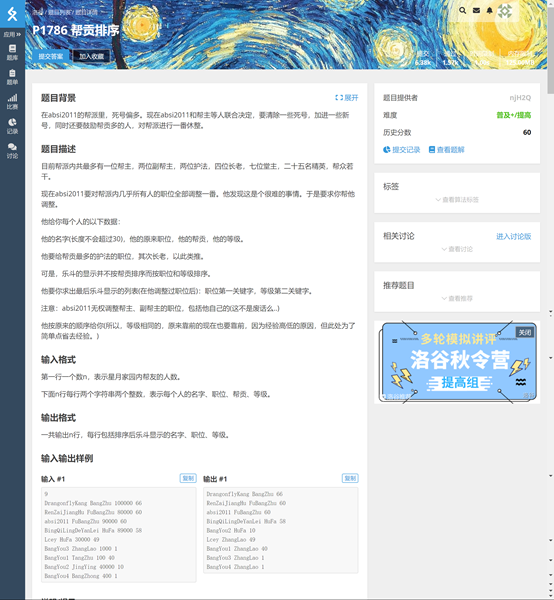 洛谷 / 题目列表 / 题目详情
P1786 帮贡排序
应用
题库
题单
比赛
记录
讨论
提交答案
加入收藏
提交
6.38k
1.97k
题目背景
展开
在absi2011的帮派里，死号偏多。现在absi2011和帮主等人联合决定，要清除一些死号，加进一些新
号，同时还要鼓励帮贡多的人，对帮派进行一番休整。
题目描述
目前帮派内共最多有一位帮主，两位副帮主，两位护法，四位长老，七位堂主，二十五名精英，帮众若
干。
现在absi2011要对帮派内几乎所有人的职位全部调整一番。他发现这是个很难的事情。于是要求你帮他
调整。
他给你每个人的以下数据：
他的名字(长度不会超过30)，他的原来职位，他的帮贡，他的等级。
他要给帮贡最多的护法的职位，其次长老，以此类推。
可是，乐斗的显示并不按帮贡排序而按职位和等级排序。
他要你求出最后乐斗显示的列表(在他调整过职位后)：职位第一关键字，等级第二关键字。
注意：absi2011无权调整帮主、副帮主的职位，包括他自己的(这不是废话么..)
他按原来的顺序给你(所以，等级相同的，原来靠前的现在也要靠前，因为经验高低的原因，但此处为了
简单点省去经验。)
输入格式
第一行一个数n，表示星月家园内帮友的人数。
下面n行每行两个字符串两个整数，表示每个人的名字、职位、帮贡、等级。
输出格式
一共输出n行，每行包括排序后乐斗显示的名字、职位、等级。
输入输出样例
输入 #1
复制
9
DrangonflyKang BangZhu 100000 66
RenZaiJiangHu FuBangZhu 80000 60
absi2011 FuBangZhu 90000 60
BingQiLingDeYanLei HuFa 89000 58
Lcey HuFa 30000 49
BangYou3 ZhangLao 1000 1
BangYou1 TangZhu 100 40
BangYou2 JingYing 40000 10
BangYou4 BangZhong 400 1
输出 #1
复制
DrangonflyKang BangZhu 66
RenZaiJiangHu FuBangZhu 60
absi2011 FuBangZhu 60
BingQiLingDeYanLei HuFa 58
BangYou2 HuFa 10
Lcey ZhangLao 49
BangYou1 ZhangLao 40
BangYou3 ZhangLao 1
BangYou4 ZhangLao 1
题目提供者
njH2Q
难度
普及+/提高
历史分数
60
提交记录
查看题解
标签
查看算法标签
相关讨论
进入讨论版
查看讨论
推荐题目
查看推荐
关闭
多轮模拟讲评
洛谷秋令营
提高组